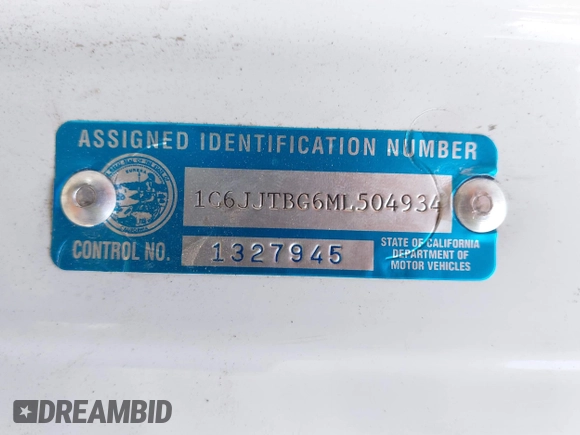 ASSIGNED IDENTIFICATION NUMBER
1C6JJTBG6ML504934
CONTROL NO.
1327945
STATE OF CALIFORNIA
DEPARTMENT OF
MOTOR VEHICLES
DREAMBID